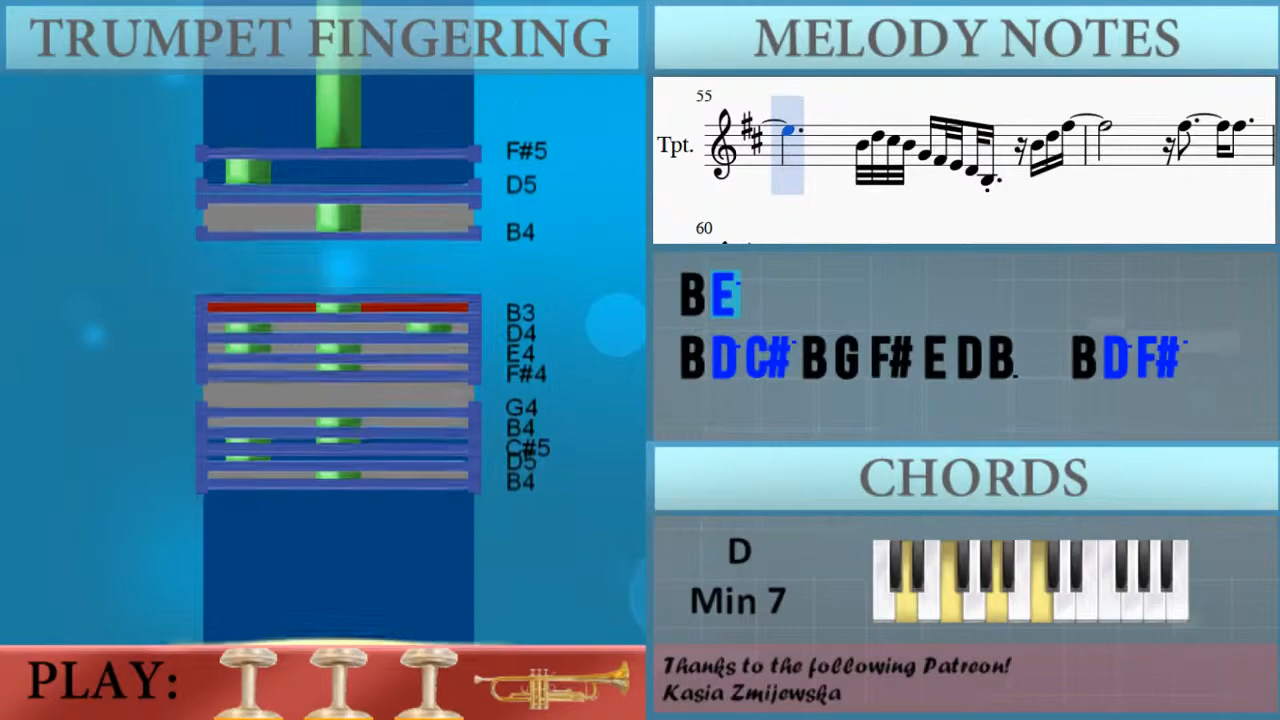 TRUMPET FINGERING
F#5
D5
B4
B3
D4
E4
F#4
G4
B4
C#5
D5
B4
PLAY:
MELODY NOTES
55
Tpt.
60
B E
B D C# B G F# E D B. B D F#
CHORDS
D
Min 7
Thanks to the following Patreon!
Kasia Zmijewska